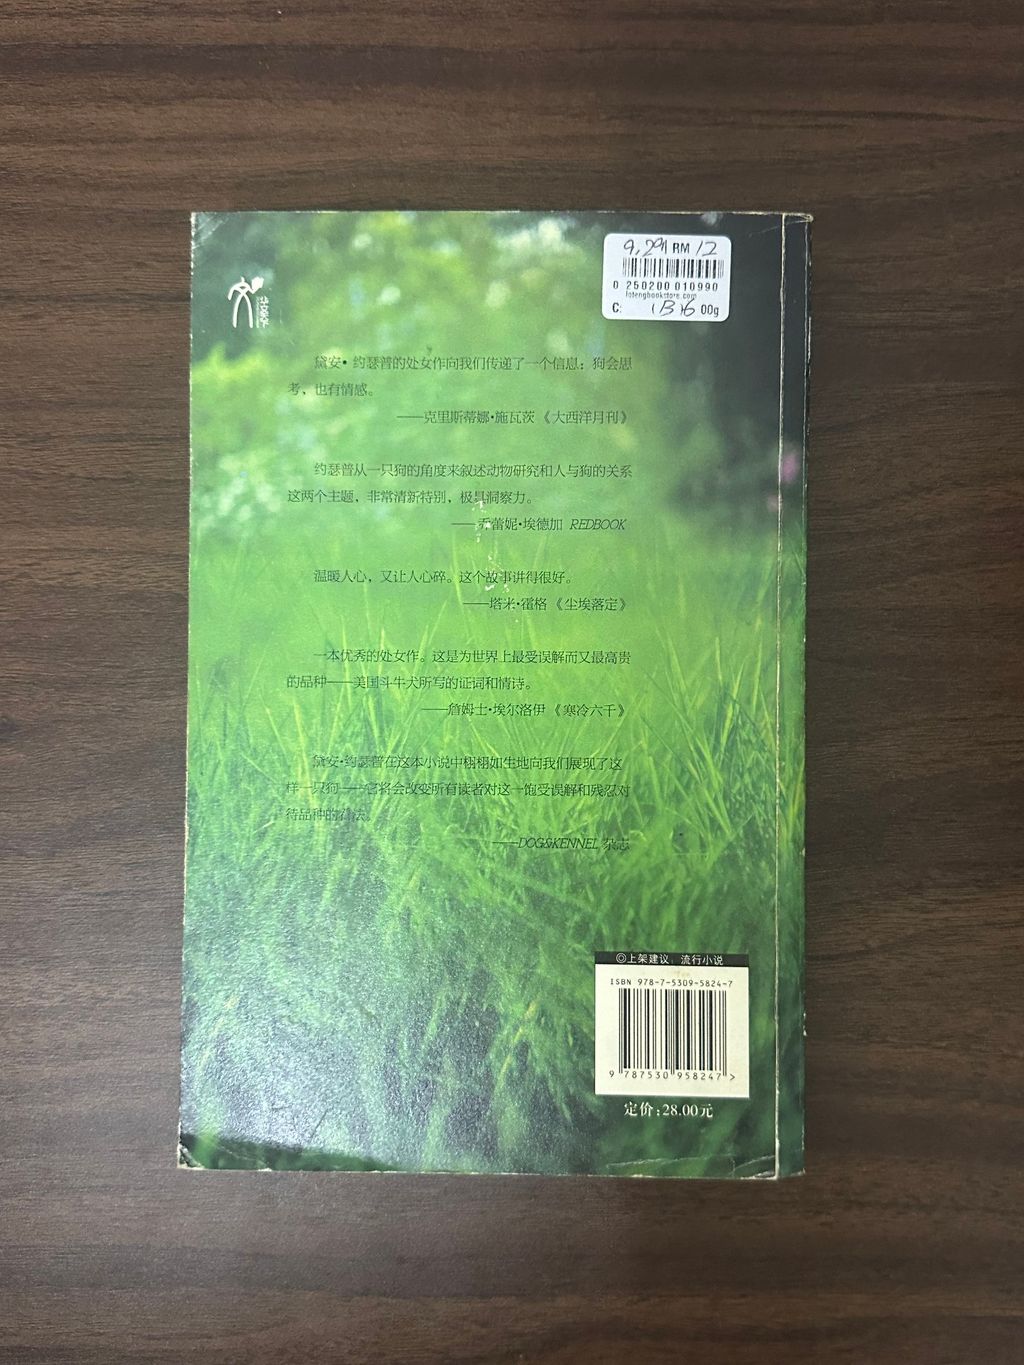 RM 12
0 250200 010990
lotengbookstore.com
C:
00g
黛安•约瑟普的处女作向我们传递了一个信息：狗会思
考，也有情感。
——克里斯蒂娜•施瓦茨《大西洋月刊》
约瑟普从一只狗的角度来叙述动物研究和人与狗的关系
这两个主题，非常清新特别，极具洞察力。
——乔蕾妮•埃德加 REDBOOK
温暖人心，又让人心碎。这个故事讲得很好。
——塔米•霍格《尘埃落定》
一本优秀的处女作。这是为世界上最受误解而又最高贵
的品种——美国斗牛犬所写的证词和情诗。
——詹姆士•埃尔洛伊《寒冷六千》
黛安•约瑟普在这本小说中栩栩如生地向我们展现了这
样一只狗——它将会改变所有读者对这一饱受误解和残忍对
待品种的看法。
——DOG&KENNEL 杂志
◎上架建议：流行小说
ISBN 978-7-5309-5824-7
9 787530 958247 >
定价:28.00元